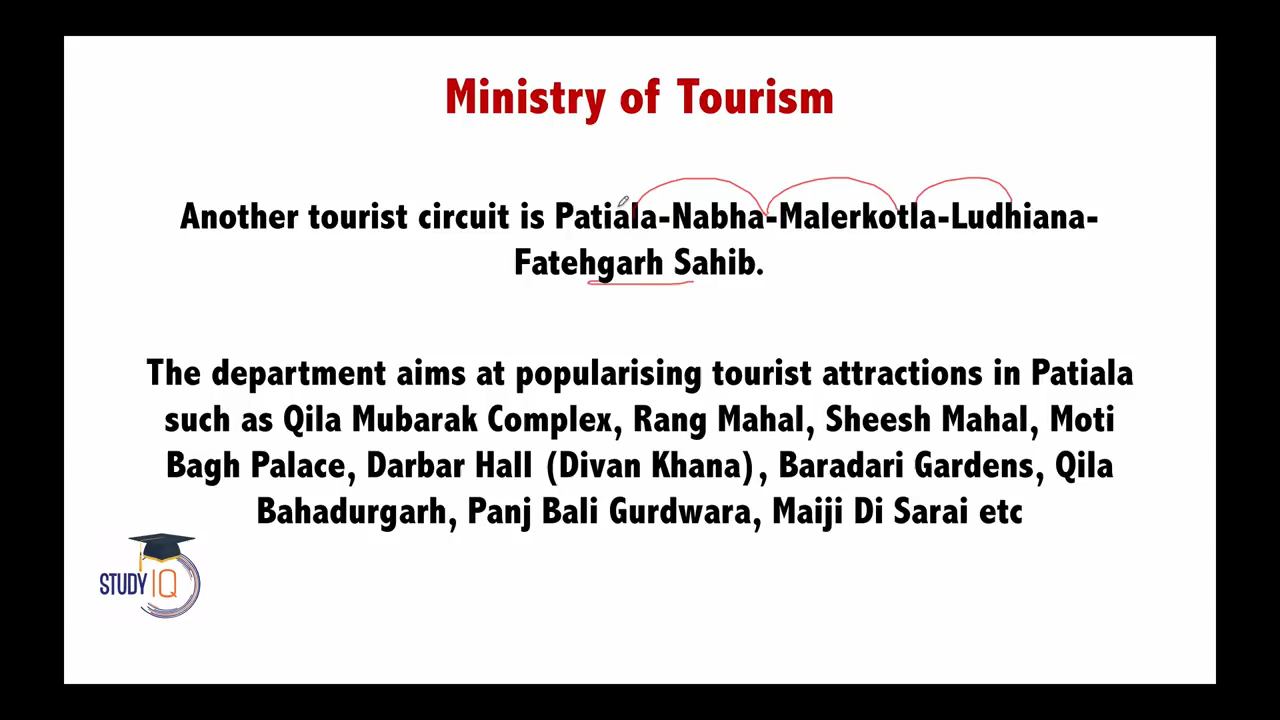 Ministry of Tourism
Another tourist circuit is Patiala-Nabha-Malerkotla-Ludhiana-
Fatehgarh Sahib.
The department aims at popularising tourist attractions in Patiala
such as Qila Mubarak Complex, Rang Mahal, Sheesh Mahal, Moti
Bagh Palace, Darbar Hall (Divan Khana), Baradari Gardens, Qila
Bahadurgarh, Panj Bali Gurdwara, Maiji Di Sarai etc
STUDY IQ